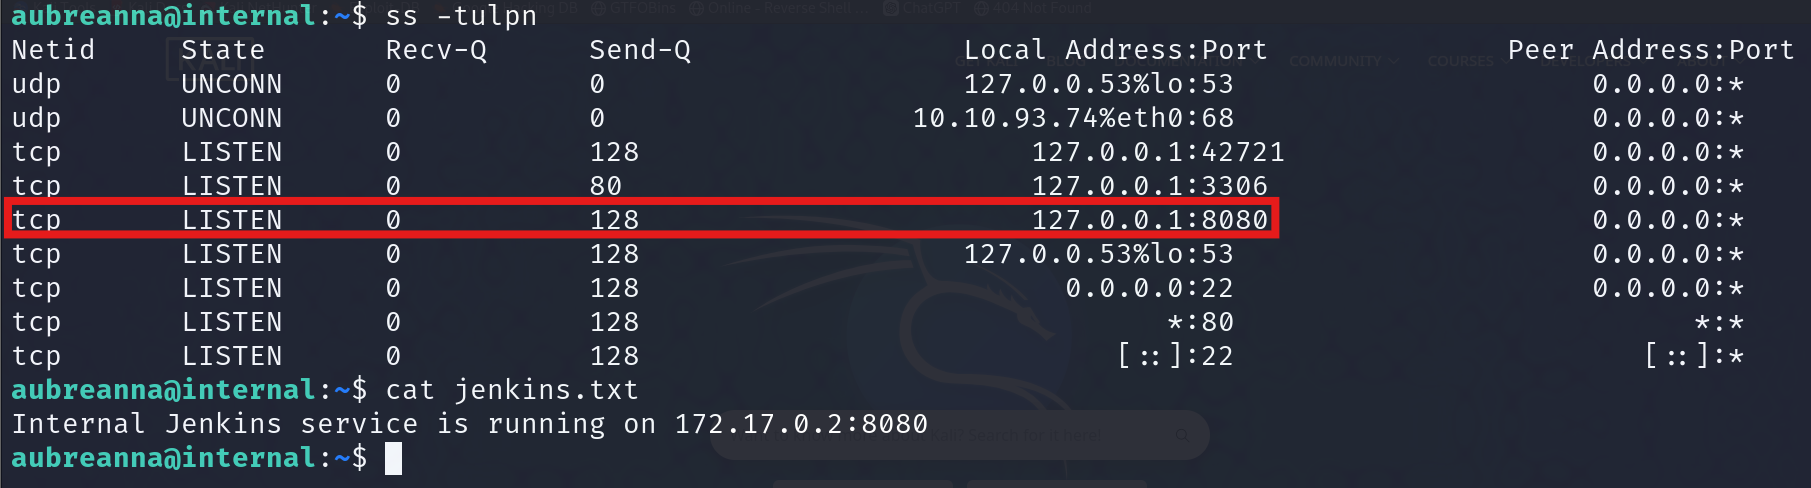 aubreanna@internal:~$ ss -tulpn
Netid State Recv-Q Send-Q Local Address:Port Peer Address:Port
udp UNCONN 0 0 127.0.0.53%lo:53 0.0.0.0:*
udp UNCONN 0 0 10.10.93.74%eth0:68 0.0.0.0:*
tcp LISTEN 0 128 127.0.0.1:42721 0.0.0.0:*
tcp LISTEN 0 80 127.0.0.1:3306 0.0.0.0:*
tcp LISTEN 0 128 127.0.0.1:8080 0.0.0.0:*
tcp LISTEN 0 128 127.0.0.53%lo:53 0.0.0.0:*
tcp LISTEN 0 128 0.0.0.0:22 0.0.0.0:*
tcp LISTEN 0 128 *:80 *:*
tcp LISTEN 0 128 [::]:22 [::]:*
aubreanna@internal:~$ cat jenkins.txt
Internal Jenkins service is running on 172.17.0.2:8080
aubreanna@internal:~$